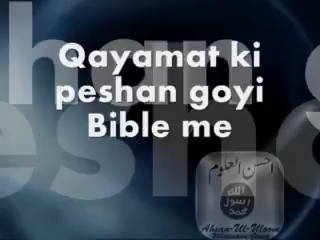 Qayamat ki
peshan goyi
Bible me
احسن العلوم
الله
رسول
محمد
Ahsan-Ul-Uloom